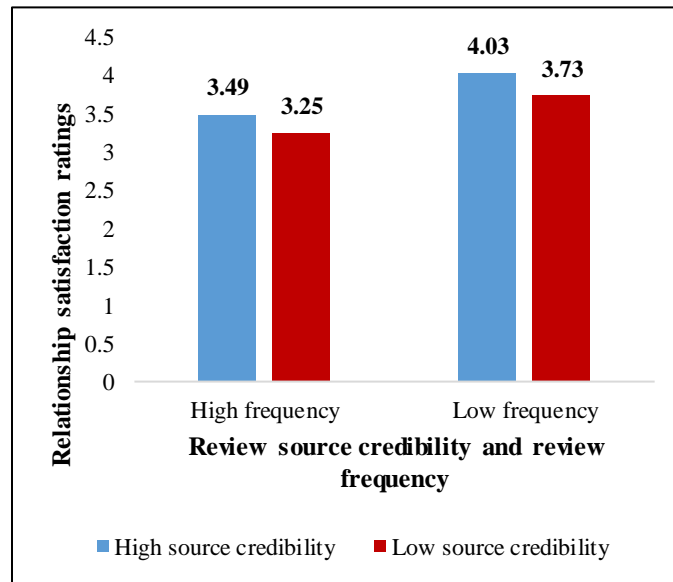 Relationship satisfaction ratings
4.5
4
3.5
3
2.5
2
1.5
1
0.5
0
3.49
3.25
4.03
3.73
High frequency
Low frequency
Review source credibility and review
frequency
High source credibility
Low source credibility